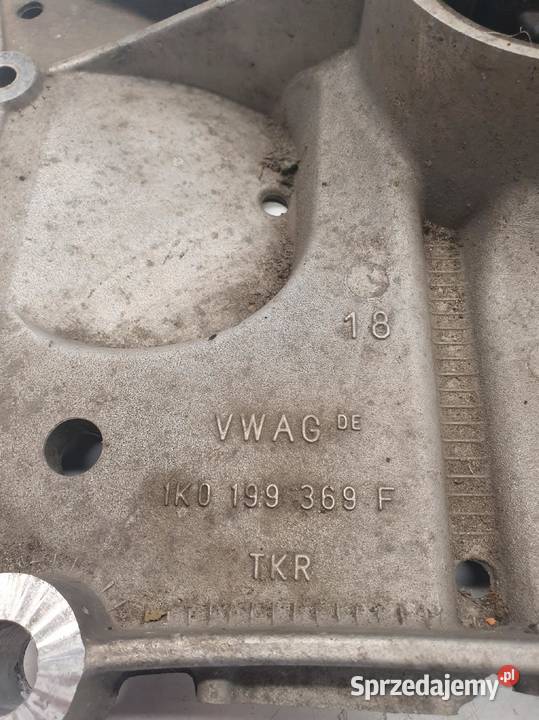 18
VWAG DE
1K0 199 369 F
TKR
Sprzedajemy.pl